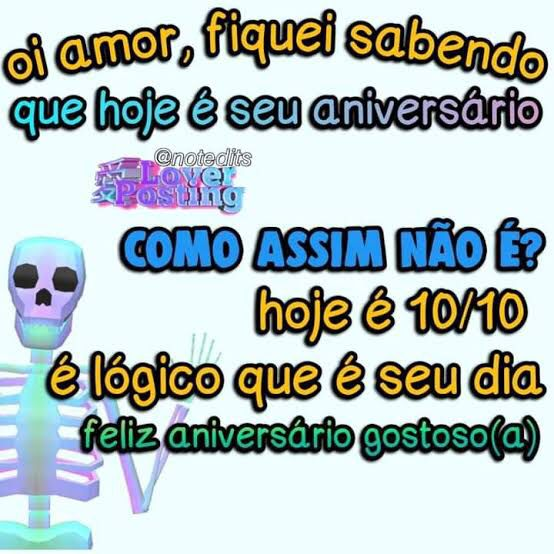 oi amor, fiquei sabendo
que hoje é seu aniversário
@notedits
愛 Lover
Posting
COMO ASSIM NÃO É?
hoje é 10/10
é lógico que é seu dia
feliz aniversário gostoso(a)